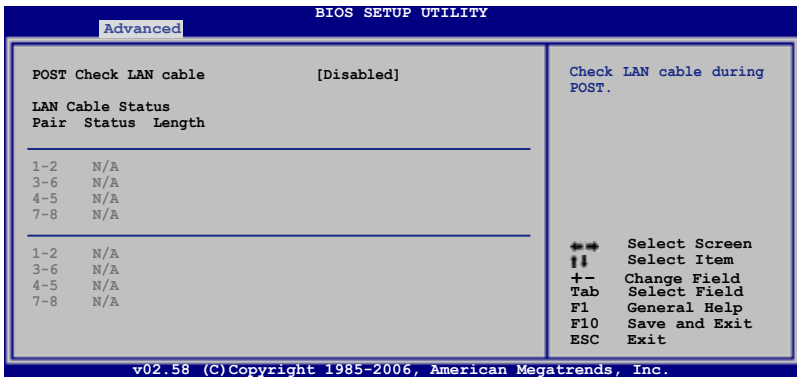 BIOS SETUP UTILITY
Advanced
POST Check LAN cable [Disabled]
LAN Cable Status
Pair Status Length
1-2 N/A
3-6 N/A
4-5 N/A
7-8 N/A
1-2 N/A
3-6 N/A
4-5 N/A
7-8 N/A
Check LAN cable during
POST.
←→ Select Screen
↑↓ Select Item
+- Change Field
Tab Select Field
F1 General Help
F10 Save and Exit
ESC Exit
v02.58 (C)Copyright 1985-2006, American Megatrends, Inc.